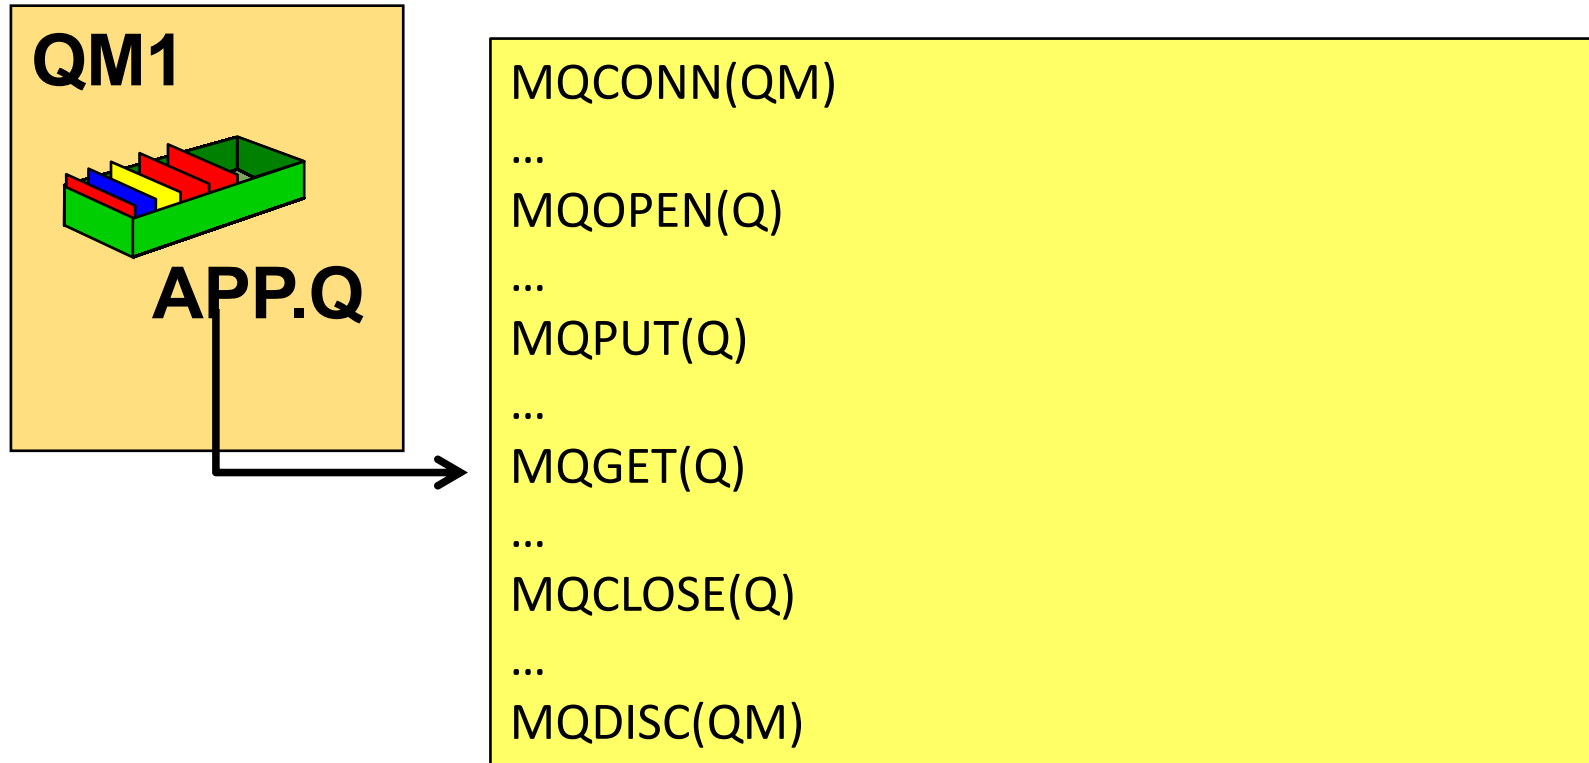 QM1
APP.Q
MQCONN(QM)
…
MQOPEN(Q)
…
MQPUT(Q)
…
MQGET(Q)
…
MQCLOSE(Q)
…
MQDISC(QM)